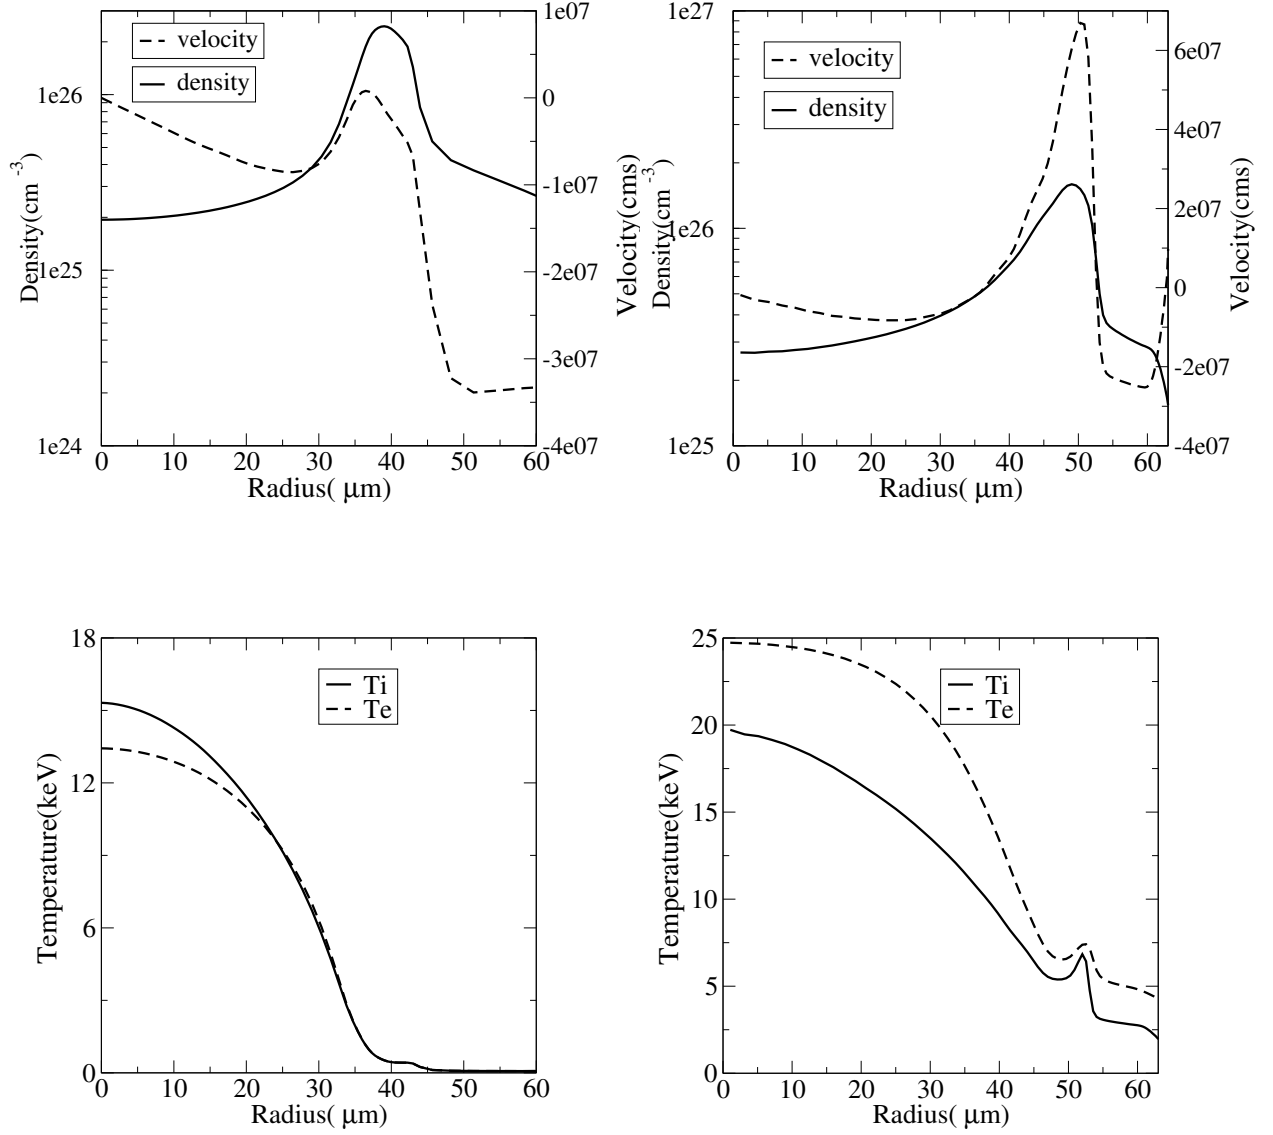 velocity
density
1e26
1e25
1e24
Density(cm-3)
1e07
0
-1e07
-2e07
-3e07
-4e07
Velocity(cms)
0 10 20 30 40 50 60
Radius( μm)
velocity
density
1e27
1e26
1e25
Density(cm-3)
6e07
4e07
2e07
0
-2e07
-4e07
Velocity(cms)
0 10 20 30 40 50 60
Radius( μm)
Ti
Te
18
12
6
0
Temperature(keV)
0 10 20 30 40 50 60
Radius( μm)
Ti
Te
25
20
15
10
5
0
Temperature(keV)
0 10 20 30 40 50 60
Radius( μm)